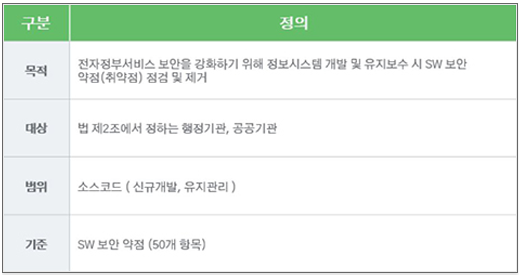 구분
정의
목적
전자정부서비스 보안을 강화하기 위해 정보시스템 개발 및 유지보수 시 SW 보안
약점(취약점) 점검 및 제거
대상
법 제2조에서 정하는 행정기관, 공공기관
범위
소스코드 ( 신규개발, 유지관리 )
기준
SW 보안 약점 (50개 항목)